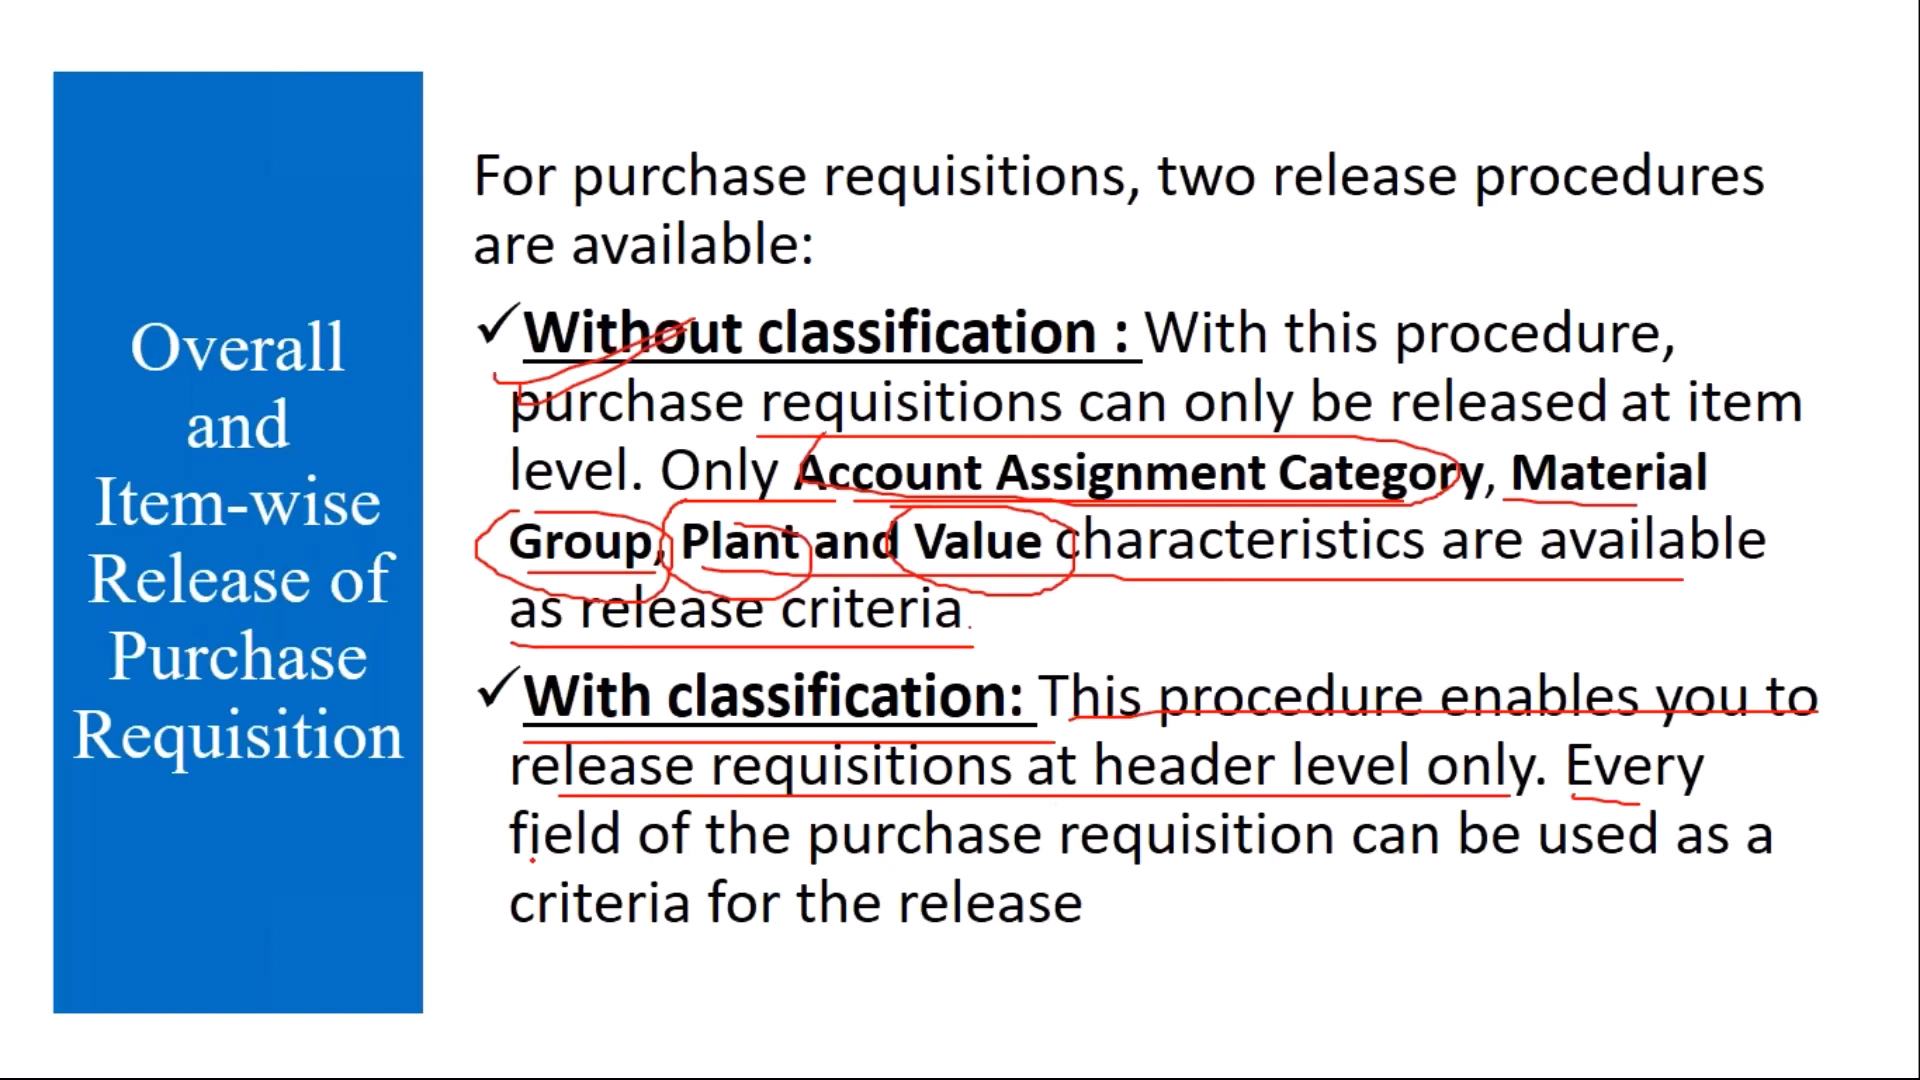 Overall
and
Item-wise
Release of
Purchase
Requisition
For purchase requisitions, two release procedures
are available:
✓Without classification : With this procedure,
purchase requisitions can only be released at item
level. Only Account Assignment Category, Material
Group, Plant and Value characteristics are available
as release criteria.
✓With classification: This procedure enables you to
release requisitions at header level only. Every
field of the purchase requisition can be used as a
criteria for the release